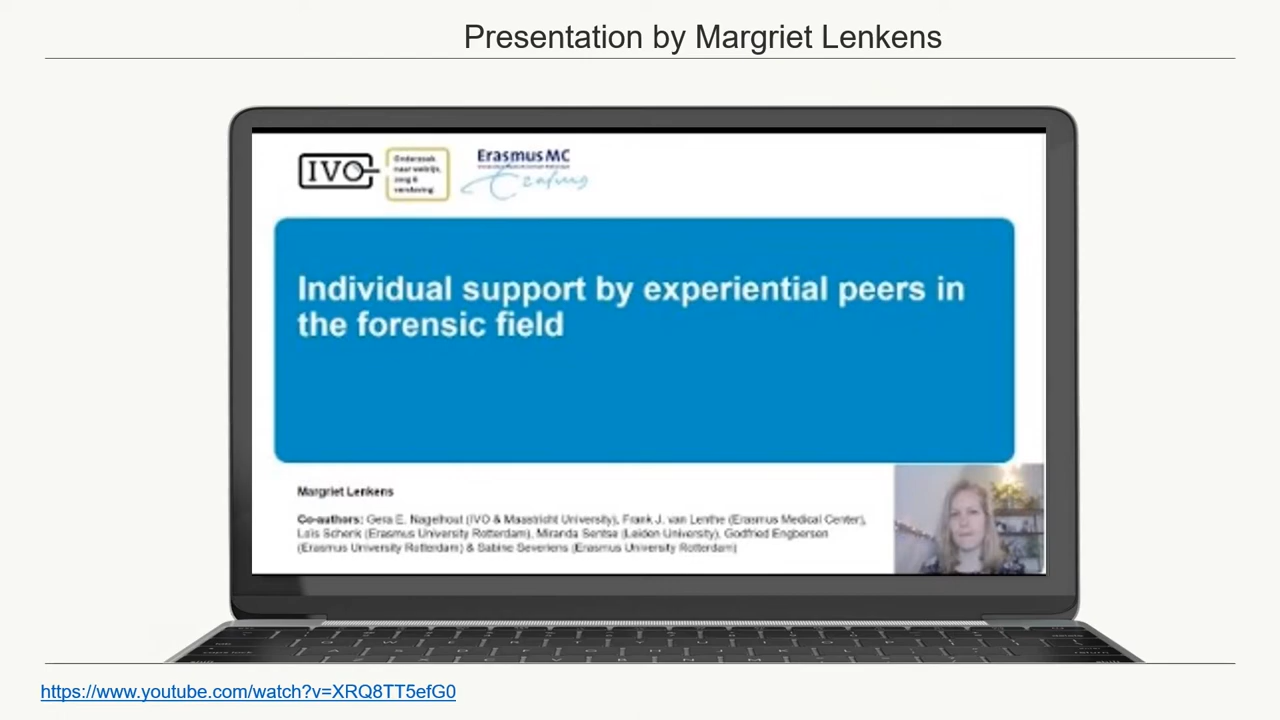 Presentation by Margriet Lenkens
IVO
Onderzoek
naar welzijn,
zorg &
verslaving
Erasmus MC
Erasmus
Individual support by experiential peers in
the forensic field
Margriet Lenkens
Co-authors: Gera E. Nagelhout (IVO & Maastricht University), Frank J. van Lenthe (Erasmus Medical Center),
Loïs Schenk (Erasmus University Rotterdam), Miranda Sentse (Leiden University), Godfried Engbersen
(Erasmus University Rotterdam) & Sabine Severiens (Erasmus University Rotterdam)
https://www.youtube.com/watch?v=XRQ8TT5efG0